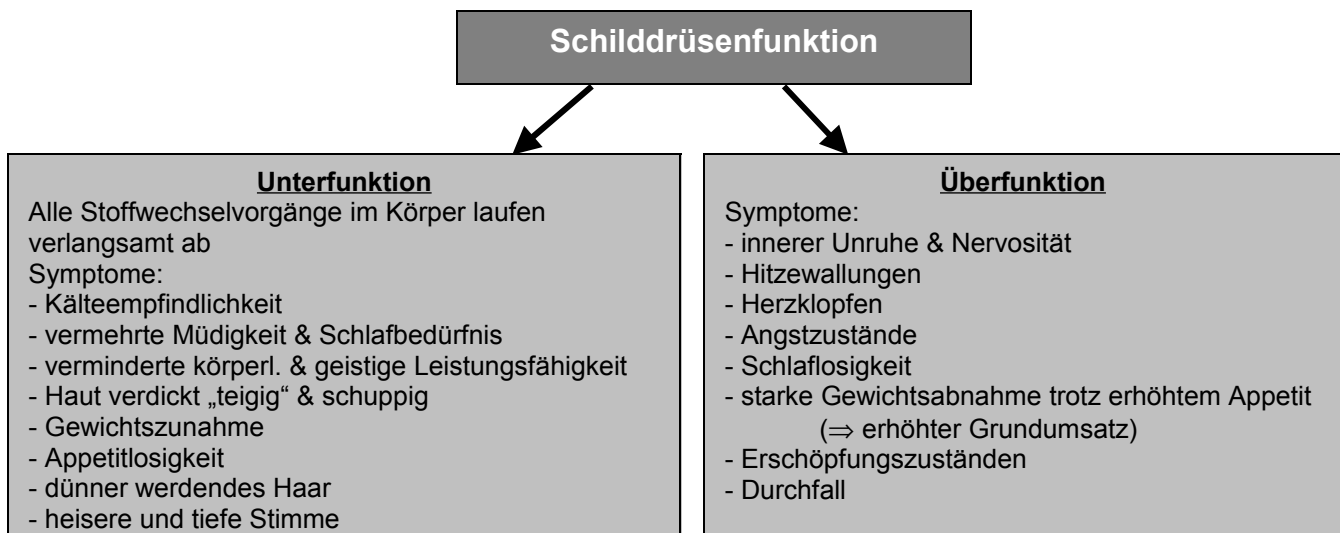 Schilddrüsenfunktion
Unterfunktion
Alle Stoffwechselvorgänge im Körper laufen
verlangsamt ab
Symptome:
- Kälteempfindlichkeit
- vermehrte Müdigkeit & Schlafbedürfnis
- verminderte körperl. & geistige Leistungsfähigkeit
- Haut verdickt „teigig“ & schuppig
- Gewichtszunahme
- Appetitlosigkeit
- dünner werdendes Haar
- heisere und tiefe Stimme
Überfunktion
Symptome:
- innerer Unruhe & Nervosität
- Hitzewallungen
- Herzklopfen
- Angstzustände
- Schlaflosigkeit
- starke Gewichtsabnahme trotz erhöhtem Appetit
(⇒ erhöhter Grundumsatz)
- Erschöpfungszuständen
- Durchfall